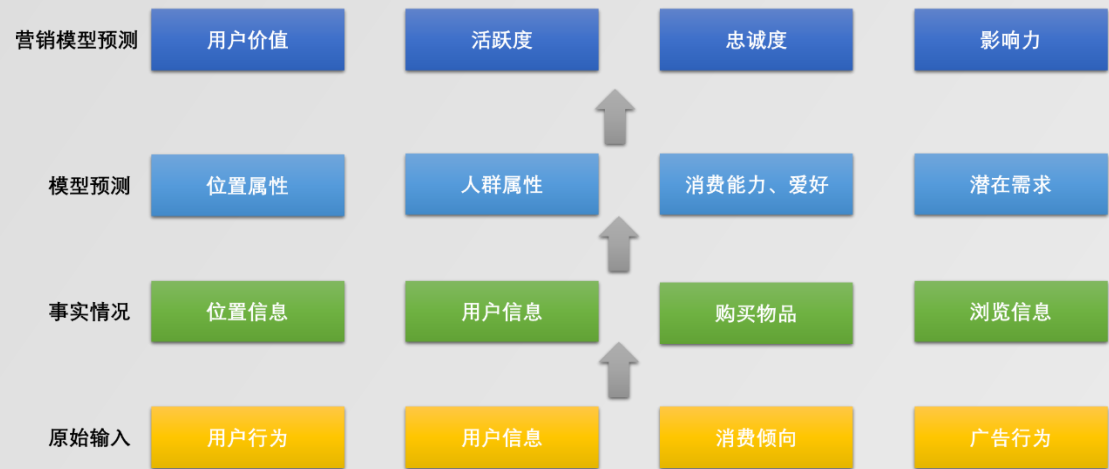 营销模型预测 用户价值 活跃度 忠诚度 影响力
模型预测 位置属性 人群属性 消费能力、爱好 潜在需求
事实情况 位置信息 用户信息 购买物品 浏览信息
原始输入 用户行为 用户信息 消费倾向 广告行为